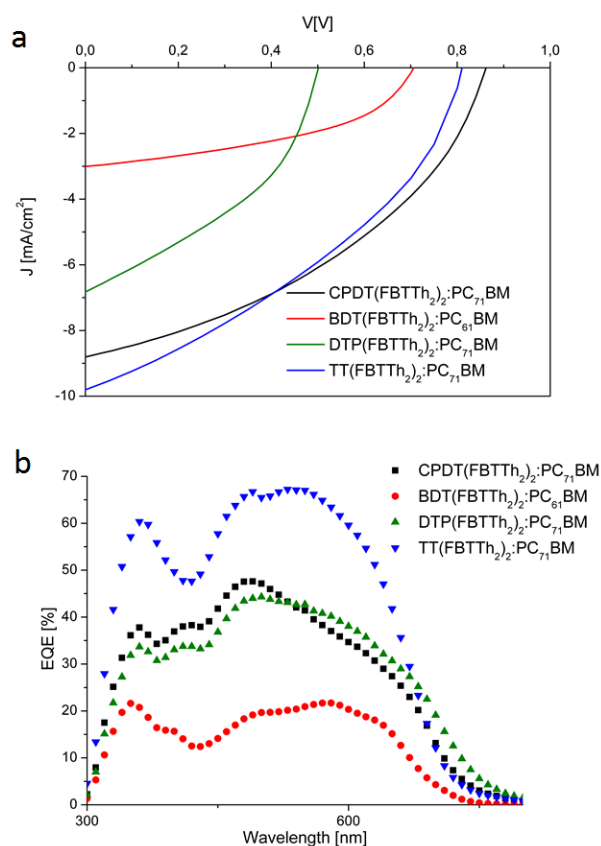 a
V[V]
0,0 0,2 0,4 0,6 0,8 1,0
0
-2
-4
-6
-8
-10
J [mA/cm²]
CPDT(FBTTh₂)₂:PC₇₁BM
BDT(FBTTh₂)₂:PC₆₁BM
DTP(FBTTh₂)₂:PC₇₁BM
TT(FBTTh₂)₂:PC₇₁BM
b
70
60
50
40
30
20
10
0
EQE [%]
CPDT(FBTTh₂)₂:PC₇₁BM
BDT(FBTTh₂)₂:PC₆₁BM
DTP(FBTTh₂)₂:PC₇₁BM
TT(FBTTh₂)₂:PC₇₁BM
300 600
Wavelength [nm]